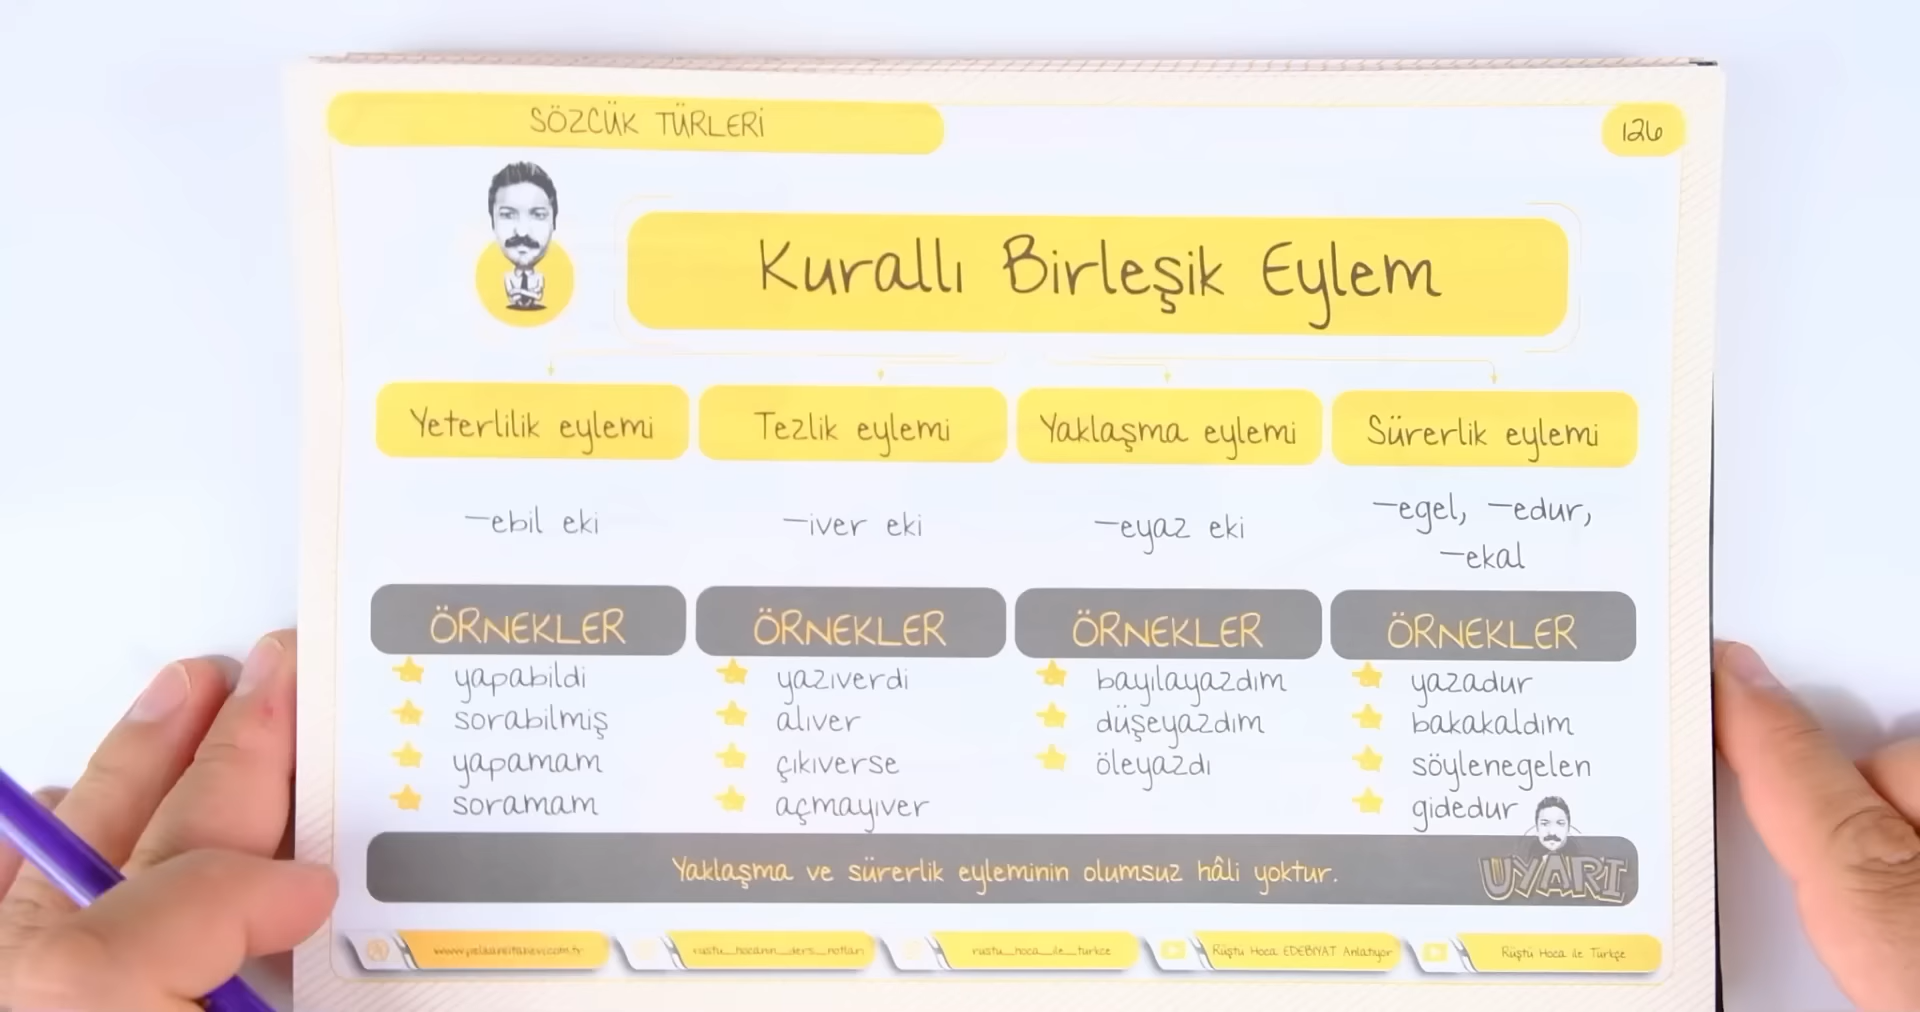 SÖZCÜK TÜRLERİ
126
Kurallı Birleşik Eylem
Yeterlilik eylemi
—ebil eki
ÖRNEKLER
yapabildi
sorabilmiş
yapamam
soramam
Tezlik eylemi
—iver eki
ÖRNEKLER
yazıverdi
alıver
çıkıverse
açmayıver
Yaklaşma eylemi
—eyaz eki
ÖRNEKLER
bayılayazdım
düşeyazdım
öleyazdı
Sürerlik eylemi
—egel, —edur,
—ekal
ÖRNEKLER
yazadur
bakakaldım
söylenegelen
gidedur
Yaklaşma ve sürerlik eyleminin olumsuz hâli yoktur.
UYARI
rustu_hocanin_ders_notlari
rustu_hoca_ile_turkce
Rüştü Hoca EDEBİYAT Anlatıyor
Rüştü Hoca ile Türkçe